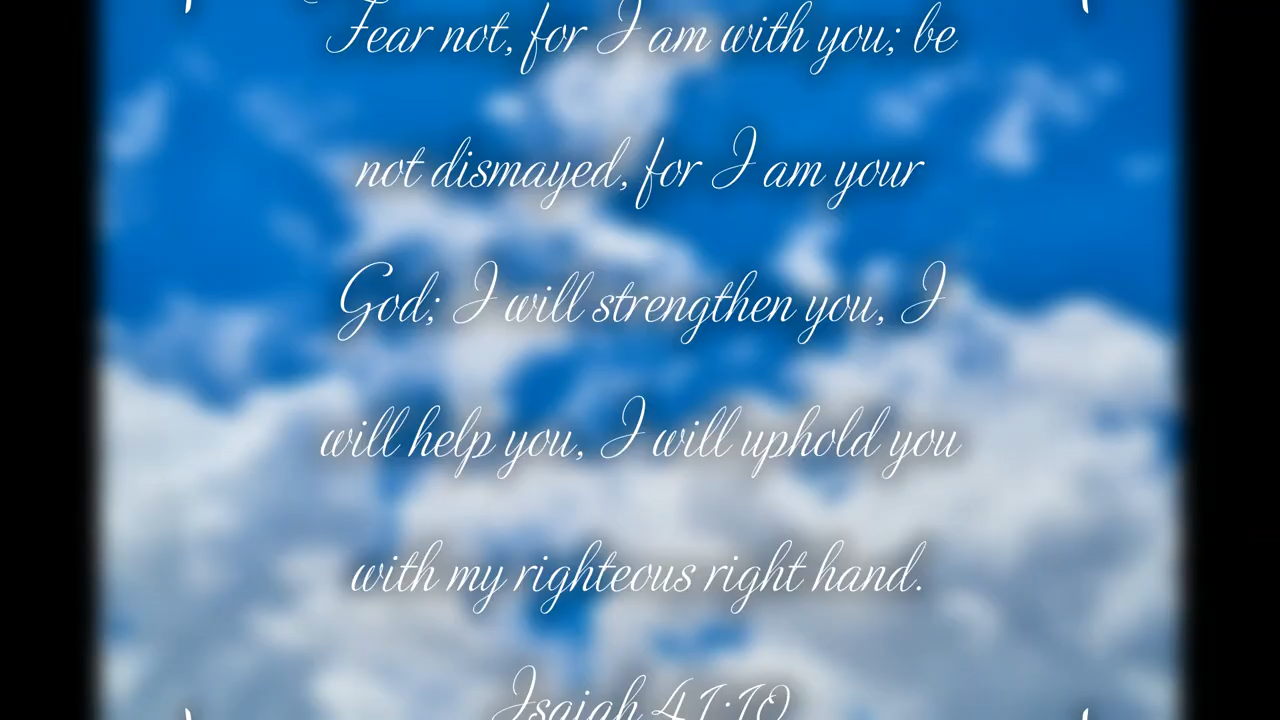 Fear not, for I am with you; be
not dismayed, for I am your
God; I will strengthen you, I
will help you, I will uphold you
with my righteous right hand.
Isaiah 41:10